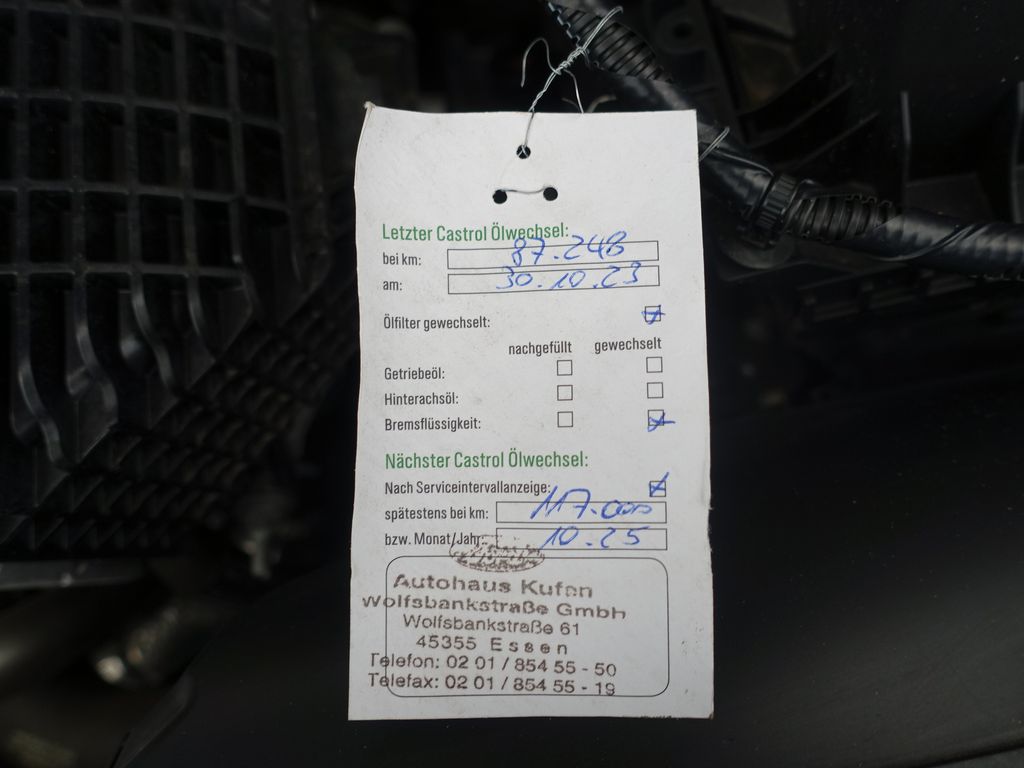 Letzter Castrol Ölwechsel:
bei km: 87.248
am: 30.10.23
Ölfilter gewechselt:
nachgefüllt gewechselt
Getriebeöl:
Hinterachsöl:
Bremsflüssigkeit:
Nächster Castrol Ölwechsel:
Nach Serviceintervallanzeige:
spätestens bei km: 117.000
bzw. Monat/Jahr: 10.25
Autohaus Kufen
Wolfsbankstraße GmbH
Wolfsbankstraße 61
45355 Essen
Telefon: 02 01 / 854 55 - 50
Telefax: 02 01 / 854 55 - 19